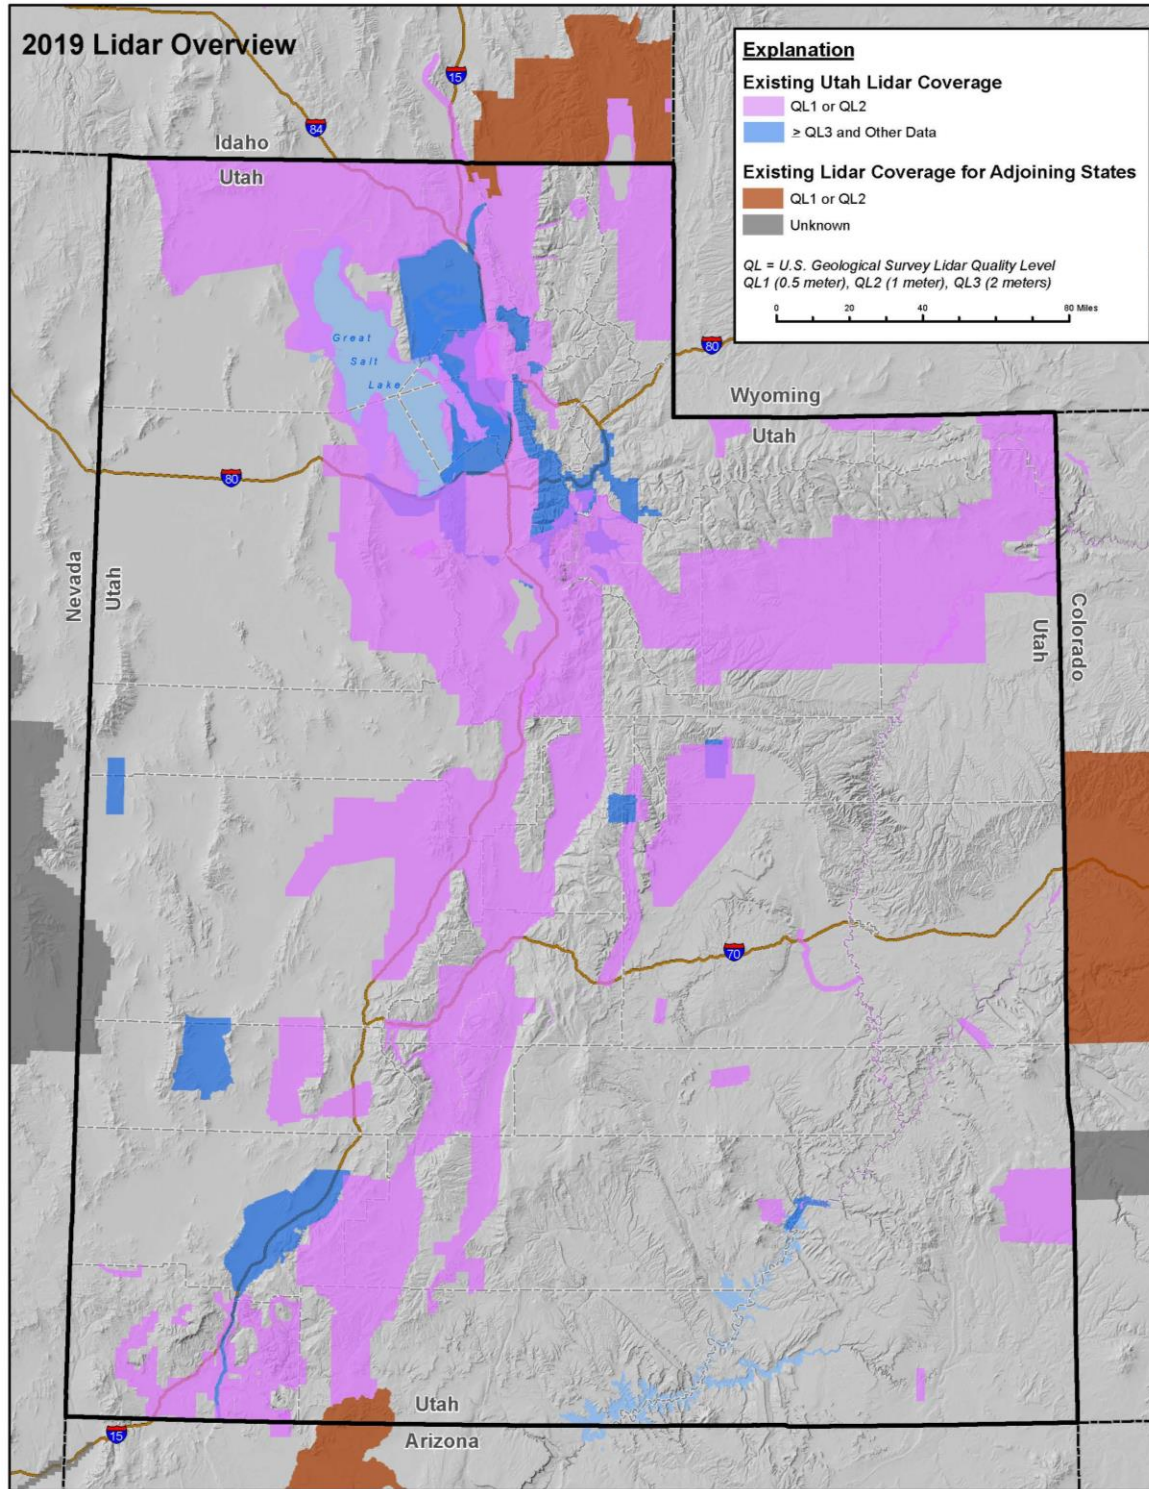 2019 Lidar Overview
Explanation
Existing Utah Lidar Coverage
QL1 or QL2
≥ QL3 and Other Data
Existing Lidar Coverage for Adjoining States
QL1 or QL2
Unknown
QL = U.S. Geological Survey Lidar Quality Level
QL1 (0.5 meter), QL2 (1 meter), QL3 (2 meters)
0 20 40 60 80 Miles
15
84
Idaho
Utah
Great
Salt
Lake
80
Wyoming
Utah
80
Nevada
Utah
Colorado
Utah
70
Utah
Arizona
15